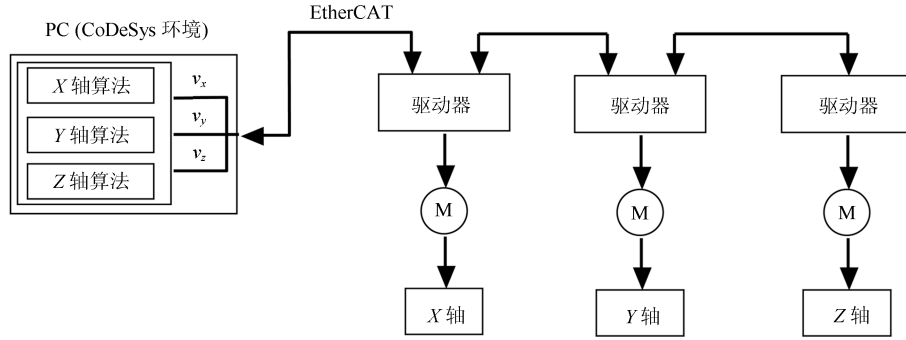 EtherCAT
PC (CoDeSys 环境)
X 轴算法
Y 轴算法
Z 轴算法
v_x
v_y
v_z
驱动器
驱动器
驱动器
M
M
M
X 轴
Y 轴
Z 轴